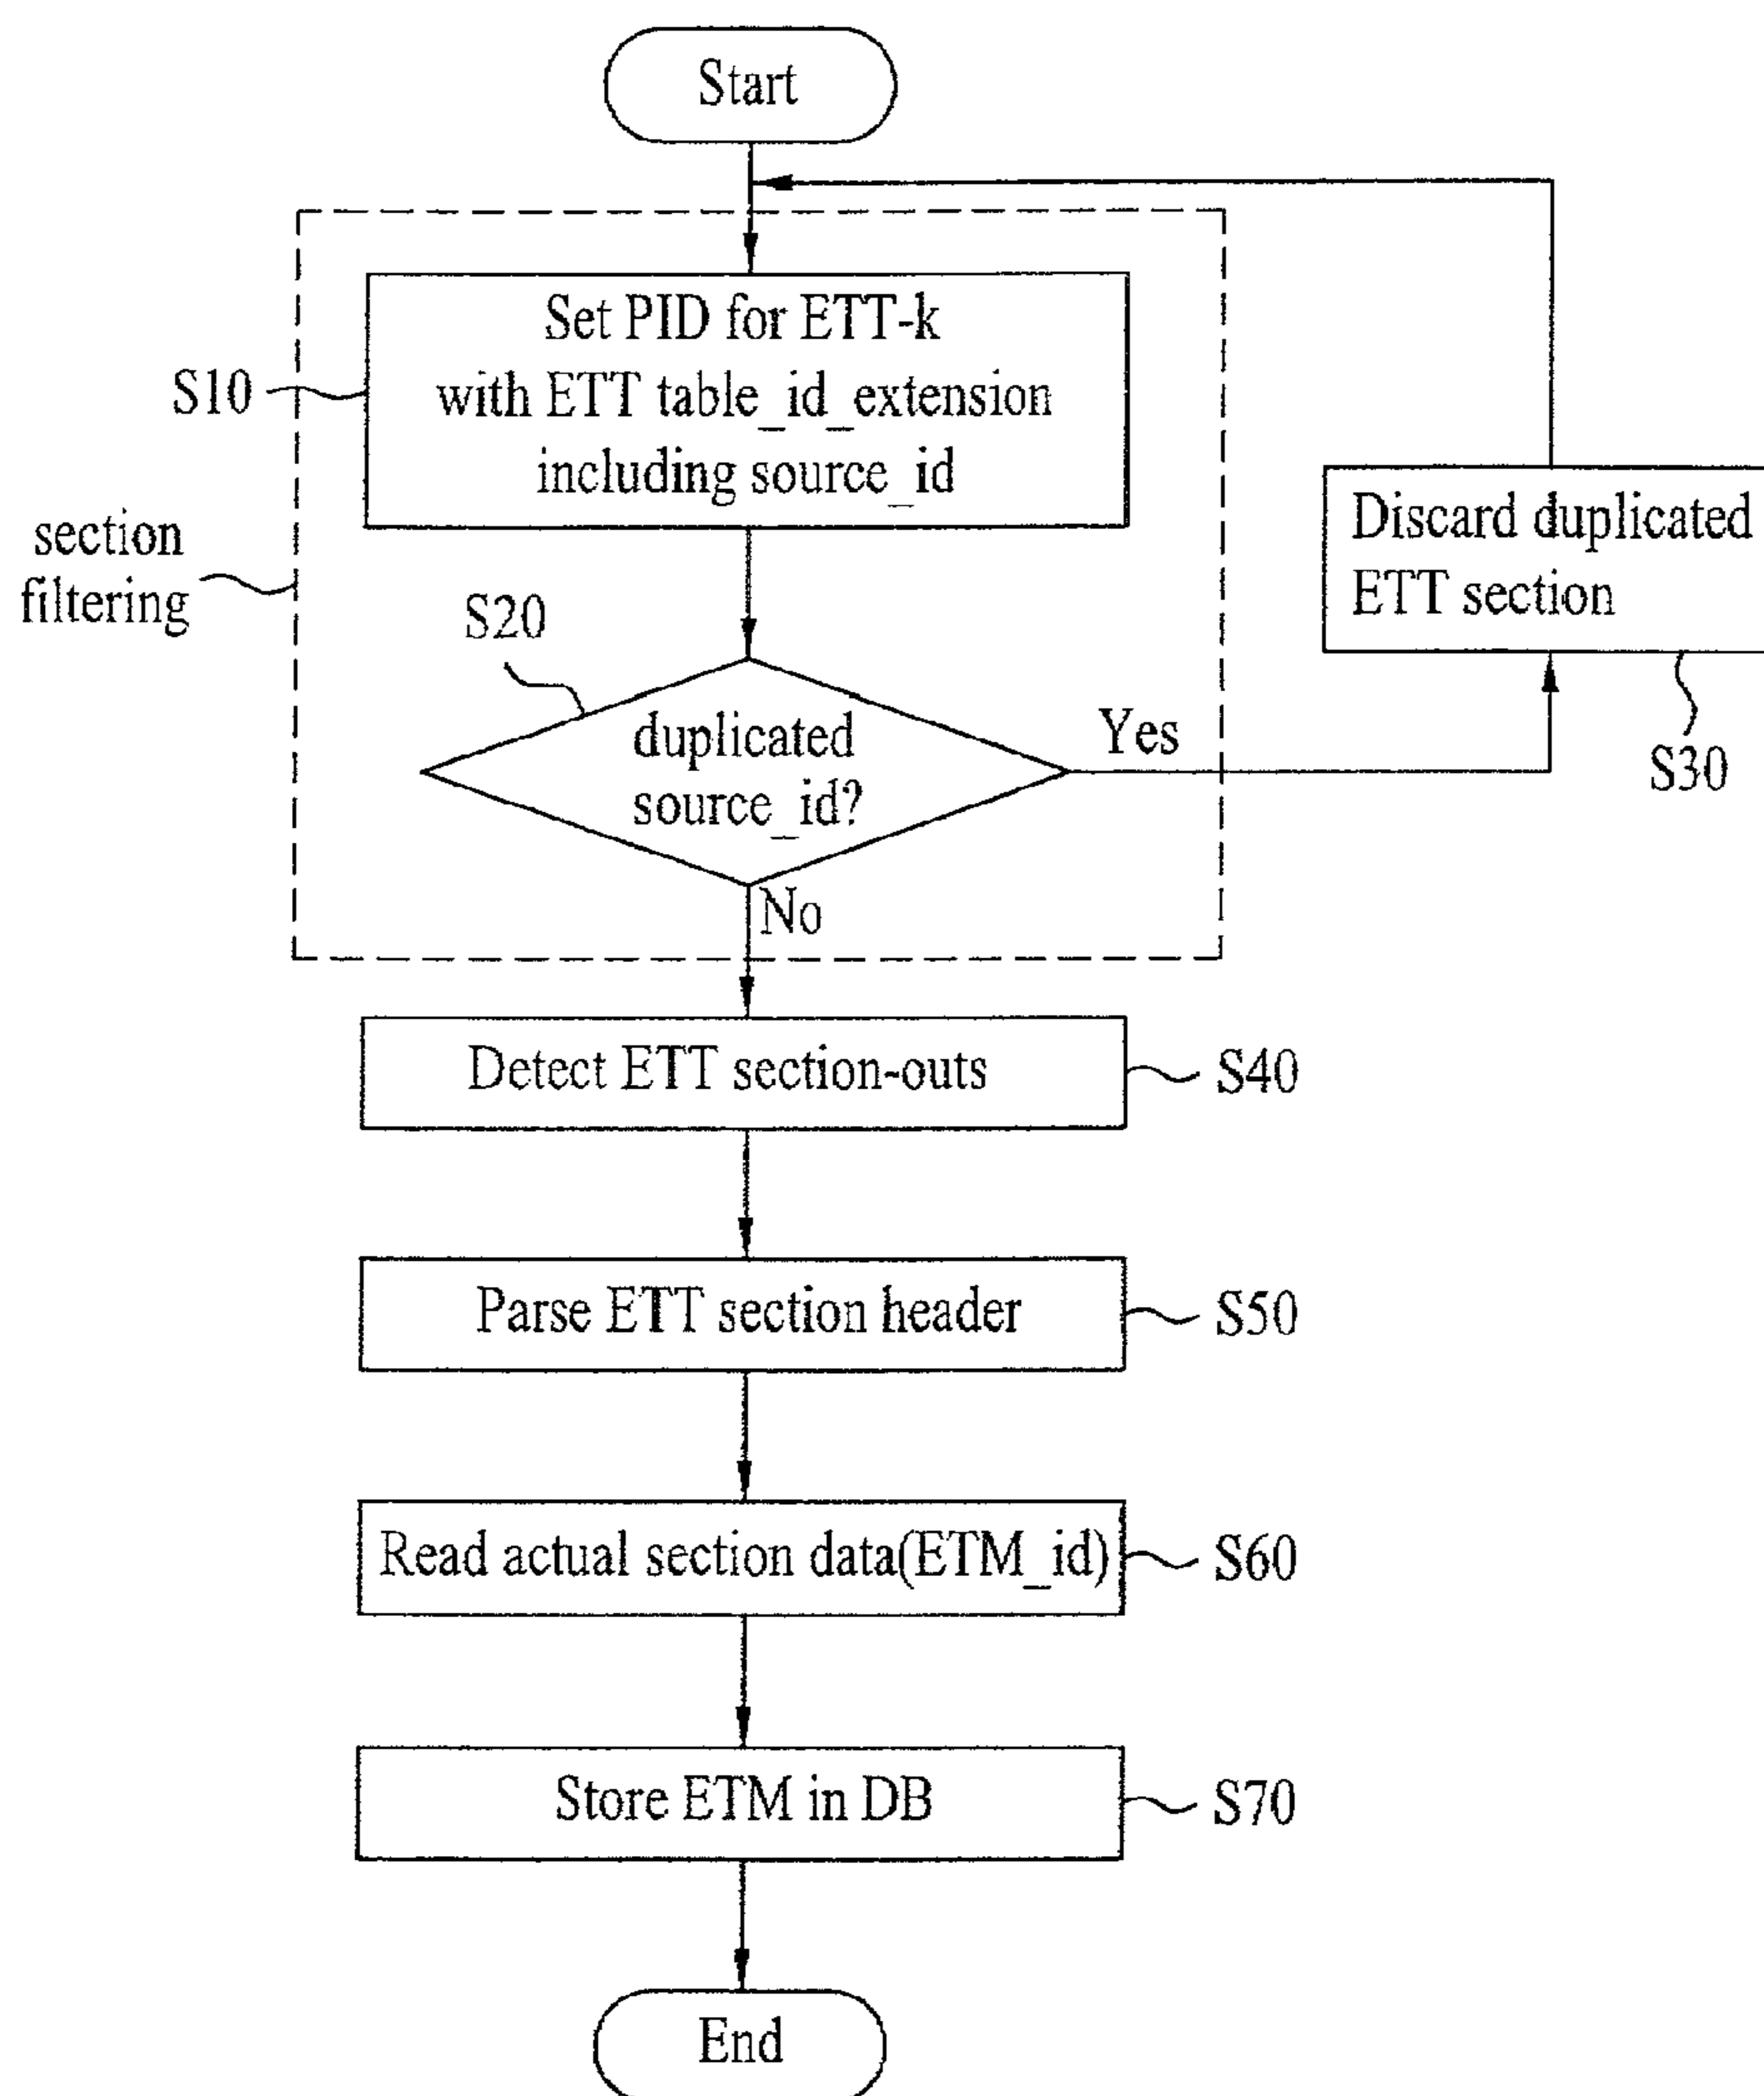 Start
Set PID for ETT-k
with ETT table_id_extension
including source_id
S10
section
filtering
Discard duplicated
ETT section
S30
S20
duplicated
source_id?
Yes
No
Detect ETT section-outs
S40
Parse ETT section header
S50
Read actual section data(ETM_id)
S60
Store ETM in DB
S70
End